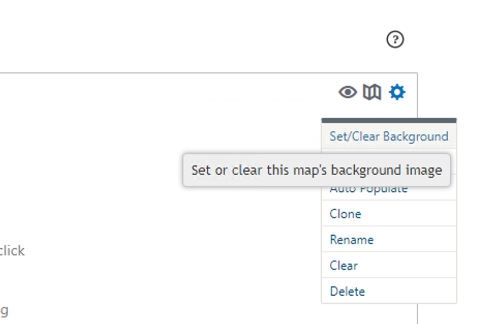 ?
Set/Clear Background
Set or clear this map's background image
Auto Populate
Clone
Rename
click
Clear
Delete
g